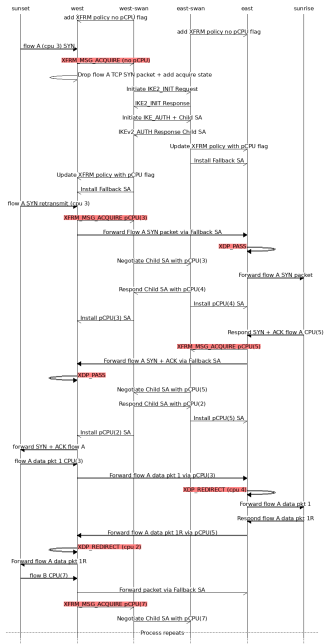 sunset west west-swan east-swan east sunrise
add XFRM policy no pCPU flag
add XFRM policy no pCPU flag
flow A (cpu 3) SYN
XFRM_MSG_ACQUIRE (no pCPU)
Drop flow A TCP SYN packet + add acquire state
Initiate IKE2_INIT Request
IKE2_INIT Response
Initiate IKE_AUTH + Child SA
IKEv2_AUTH Response Child SA
Update XFRM policy with pCPU flag
Install Fallback SA
Update XFRM policy with pCPU flag
Install Fallback SA
flow A SYN retransmit (cpu 3)
XFRM_MSG_ACQUIRE pCPU(3)
Forward Flow A SYN packet via Fallback SA
XDP_PASS
Negotiate Child SA with pCPU(3)
Forward flow A SYN packet
Respond Child SA with pCPU(4)
Install pCPU(4) SA
Install pCPU(3) SA
Respond SYN + ACK flow A CPU(5)
XFRM_MSG_ACQUIRE pCPU(5)
Forward flow A SYN + ACK via Fallback SA
XDP_PASS
Negotiate Child SA with pCPU(5)
Respond Child SA with pCPU(2)
Install pCPU(5) SA
Install pCPU(2) SA
forward SYN + ACK flow A
flow A data pkt 1 CPU(3)
Forward flow A data pkt 1 via pCPU(3)
XDP_REDIRECT (cpu 4)
Forward flow A data pkt 1
Respond flow A data pkt 1R
Forward flow A data pkt 1R via pCPU(5)
XDP_REDIRECT (cpu 2)
Forward flow A data pkt 1R
flow B CPU(7)
Forward packet via Fallback SA
XFRM_MSG_ACQUIRE pCPU(7)
Negotiate Child SA with pCPU(7)
Process repeats